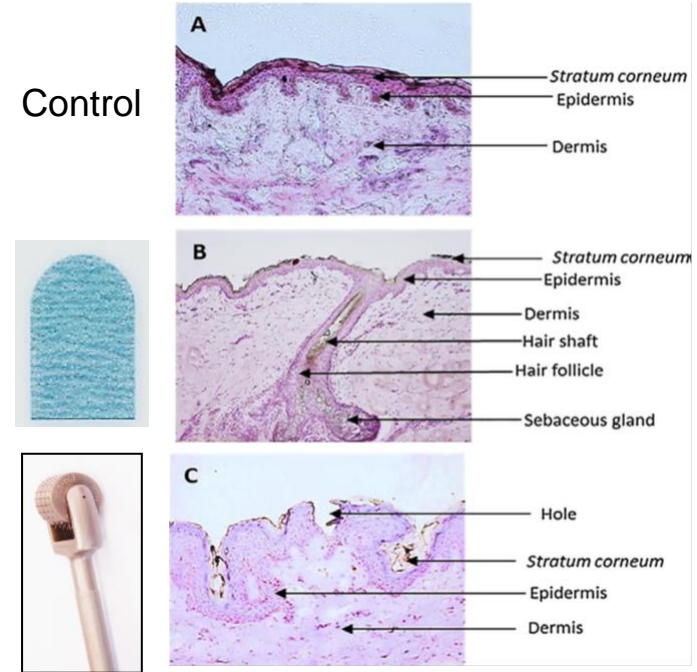 A
Stratum corneum
Epidermis
Dermis
Control
B
Stratum corneum
Epidermis
Dermis
Hair shaft
Hair follicle
Sebaceous gland
C
Hole
Stratum corneum
Epidermis
Dermis